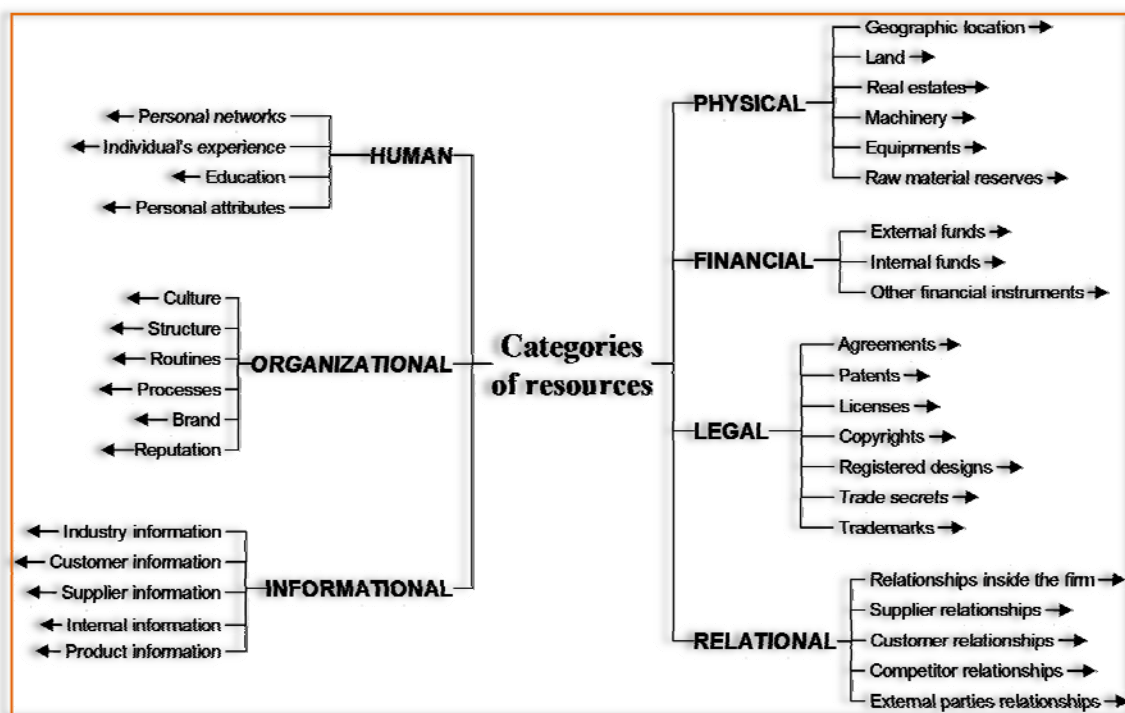 Categories
of resources
HUMAN
Personal networks
Individual's experience
Education
Personal attributes
ORGANIZATIONAL
Culture
Structure
Routines
Processes
Brand
Reputation
INFORMATIONAL
Industry information
Customer information
Supplier information
Internal information
Product information
PHYSICAL
Geographic location
Land
Real estates
Machinery
Equipments
Raw material reserves
FINANCIAL
External funds
Internal funds
Other financial instruments
LEGAL
Agreements
Patents
Licenses
Copyrights
Registered designs
Trade secrets
Trademarks
RELATIONAL
Relationships inside the firm
Supplier relationships
Customer relationships
Competitor relationships
External parties relationships